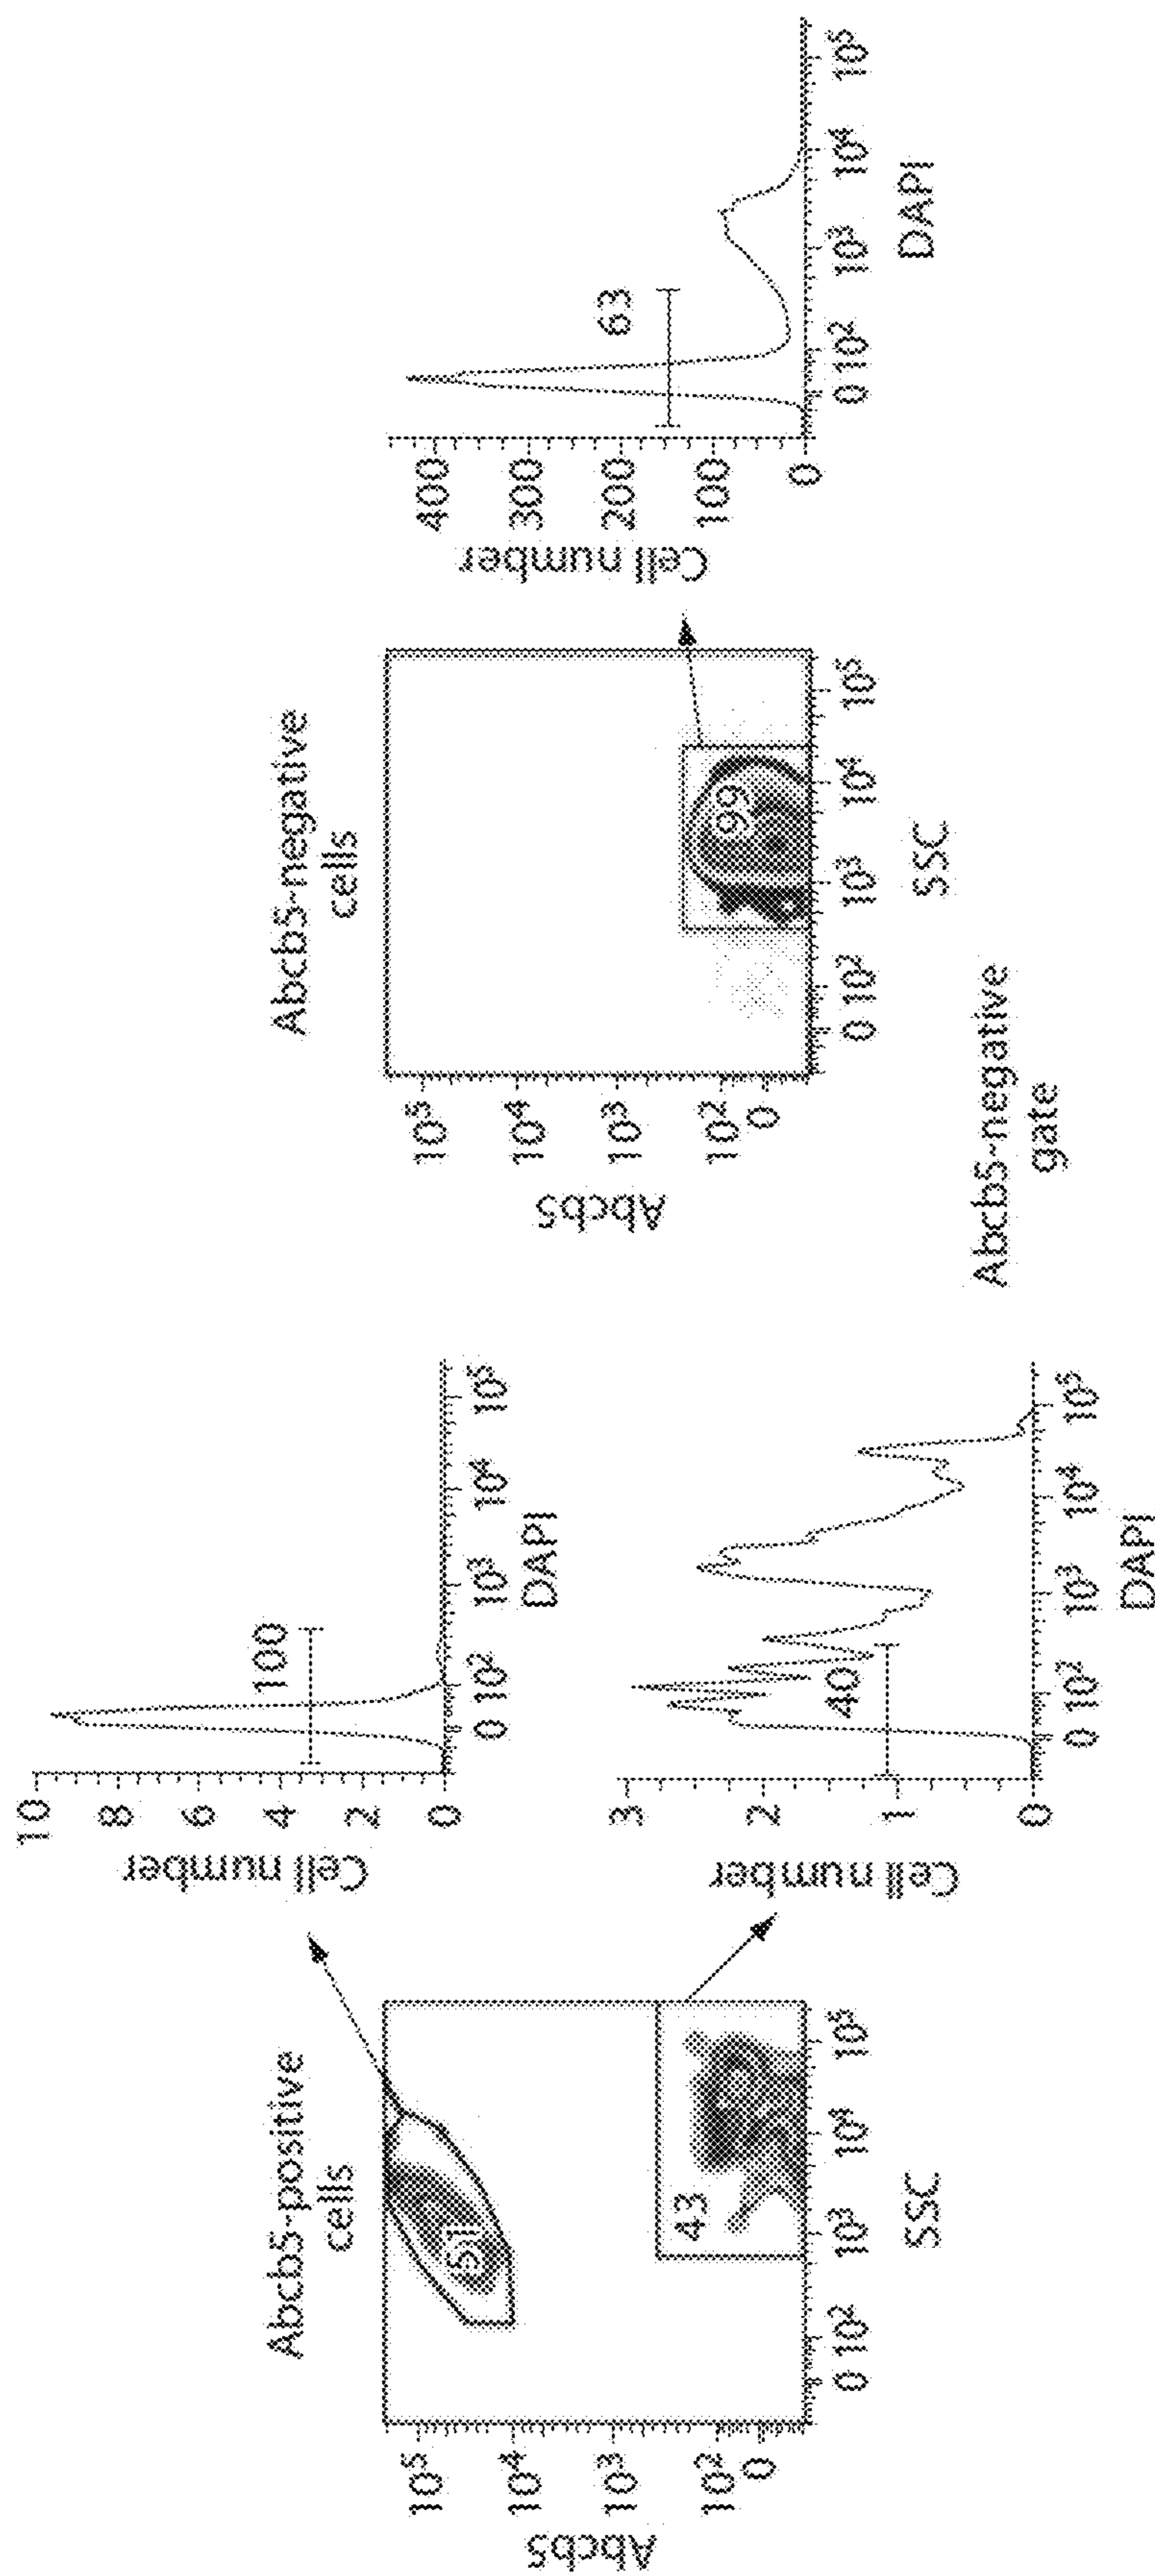 Abcb5-positive
cells
Abcb5
10⁵
10⁴
10³
10²
0
51
43
0 10² 10³ 10⁴ 10⁵
SSC
Cell number
10
8
6
4
2
0
100
0 10² 10³ 10⁴ 10⁵
DAPI
Cell number
3
2
1
0
40
0 10² 10³ 10⁴ 10⁵
DAPI
Abcb5-negative
gate
Abcb5-negative
cells
Abcb5
10⁵
10⁴
10³
10²
0
99
0 10² 10³ 10⁴ 10⁵
SSC
Cell number
400
300
200
100
0
63
0 10² 10³ 10⁴ 10⁵
DAPI